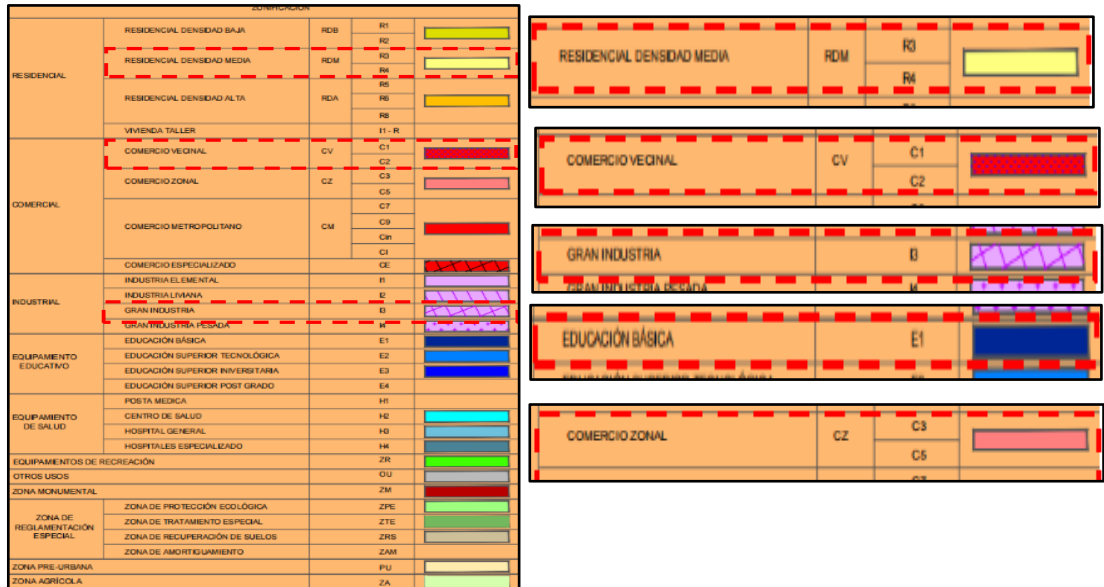 ZONIFICACIÓN
RESIDENCIAL
RESIDENCIAL DENSIDAD BAJA RDB R1
R2
RESIDENCIAL DENSIDAD MEDIA RDM R3
R4
RESIDENCIAL DENSIDAD ALTA RDA R5
R6
R8
VIVIENDA TALLER I1 - R
COMERCIAL
COMERCIO VECINAL CV C1
C2
COMERCIO ZONAL CZ C3
C5
COMERCIO METROPOLITANO CM C7
C9
Cin
CI
COMERCIO ESPECIALIZADO CE
INDUSTRIAL
INDUSTRIA ELEMENTAL I1
INDUSTRIA LIVIANA I2
GRAN INDUSTRIA I3
GRAN INDUSTRIA PESADA I4
EQUIPAMIENTO
EDUCATIVO
EDUCACIÓN BÁSICA E1
EDUCACIÓN SUPERIOR TECNOLÓGICA E2
EDUCACIÓN SUPERIOR INIVERSITARIA E3
EDUCACIÓN SUPERIOR POST GRADO E4
EQUIPAMIENTO
DE SALUD
POSTA MEDICA H1
CENTRO DE SALUD H2
HOSPITAL GENERAL H3
HOSPITALES ESPECIALIZADO H4
EQUIPAMIENTOS DE RECREACIÓN ZR
OTROS USOS OU
ZONA MONUMENTAL ZM
ZONA DE
REGLAMENTACIÓN
ESPECIAL
ZONA DE PROTECCIÓN ECOLÓGICA ZPE
ZONA DE TRATAMIENTO ESPECIAL ZTE
ZONA DE RECUPERACIÓN DE SUELOS ZRS
ZONA DE AMORTIGUAMIENTO ZAM
ZONA PRE-URBANA PU
ZONA AGRÍCOLA ZA
RESIDENCIAL DENSIDAD MEDIA RDM R3
R4
COMERCIO VECINAL CV C1
C2
GRAN INDUSTRIA I3
GRAN INDUSTRIA PESADA I4
EDUCACIÓN BÁSICA E1
COMERCIO ZONAL CZ C3
C5